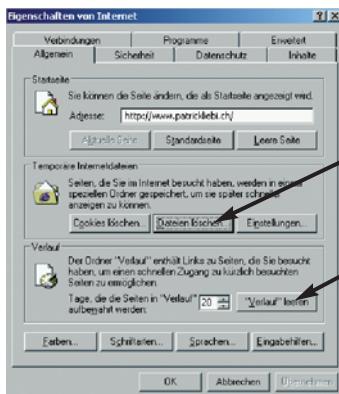 Eigenschaften von Internet
Verbindungen Programme Erweitert
Allgemein Sicherheit Datenschutz Inhalte
Startseite
Sie können die Seite ändern, die als Startseite angezeigt wird.
Adresse: http://www.patrickliebi.ch/
Aktuelle Seite Standardseite Leere Seite
Temporäre Internetdateien
Seiten, die Sie im Internet besucht haben, werden in einem
speziellen Ordner gespeichert, um sie später schneller
anzeigen zu können.
Cookies löschen... Dateien löschen... Einstellungen...
Verlauf
Der Ordner "Verlauf" enthält Links zu Seiten, die Sie besucht
haben, um einen schnellen Zugang zu kürzlich besuchten
Seiten zu ermöglichen.
Tage, die die Seiten in "Verlauf" 20 "Verlauf" leeren
aufbewahrt werden:
Farben... Schriftarten... Sprachen... Eingabehilfen...
OK Abbrechen Übernehmen